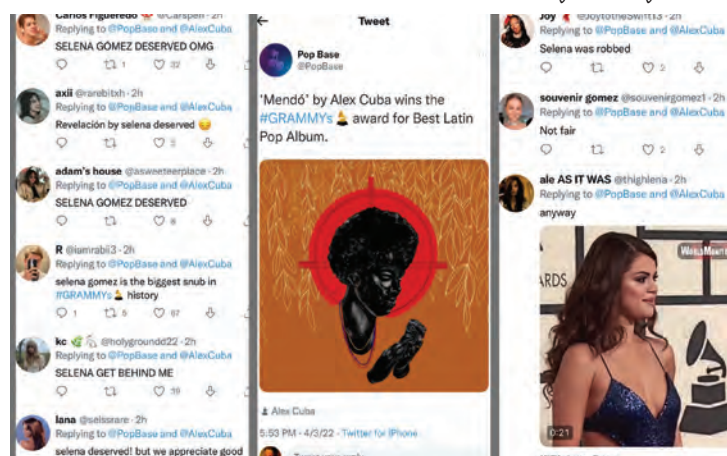 Carlos Figueredo @Carspen · 2h
Replying to @PopBase and @AlexCuba
SELENA GÓMEZ DESERVED OMG
1 32
axii @rarebitxh · 2h
Replying to @PopBase and @AlexCuba
Revelación by selena deserved
adam's house @asweeteerplace · 2h
Replying to @PopBase and @AlexCuba
SELENA GOMEZ DESERVED
R @iumrabii3 · 2h
Replying to @PopBase and @AlexCuba
selena gomez is the biggest snub in
#GRAMMYs history
1 5 67
kc @holygroundd22 · 2h
Replying to @PopBase and @AlexCuba
SELENA GET BEHIND ME
lana @seissrare · 2h
Replying to @PopBase and @AlexCuba
selena deserved! but we appreciate good
Tweet
Pop Base
@PopBase
'Mendó' by Alex Cuba wins the
#GRAMMYs award for Best Latin
Pop Album.
Alex Cuba
5:53 PM · 4/3/22 · Twitter for iPhone
Joy @JoytotheSwift13 · 2h
Replying to @PopBase and @AlexCuba
Selena was robbed
2
souvenir gomez @souvenirgomez1 · 2h
Replying to @PopBase and @AlexCuba
Not fair
2
ale AS IT WAS @thighlena · 2h
Replying to @PopBase and @AlexCuba
anyway
ARDS
0:21